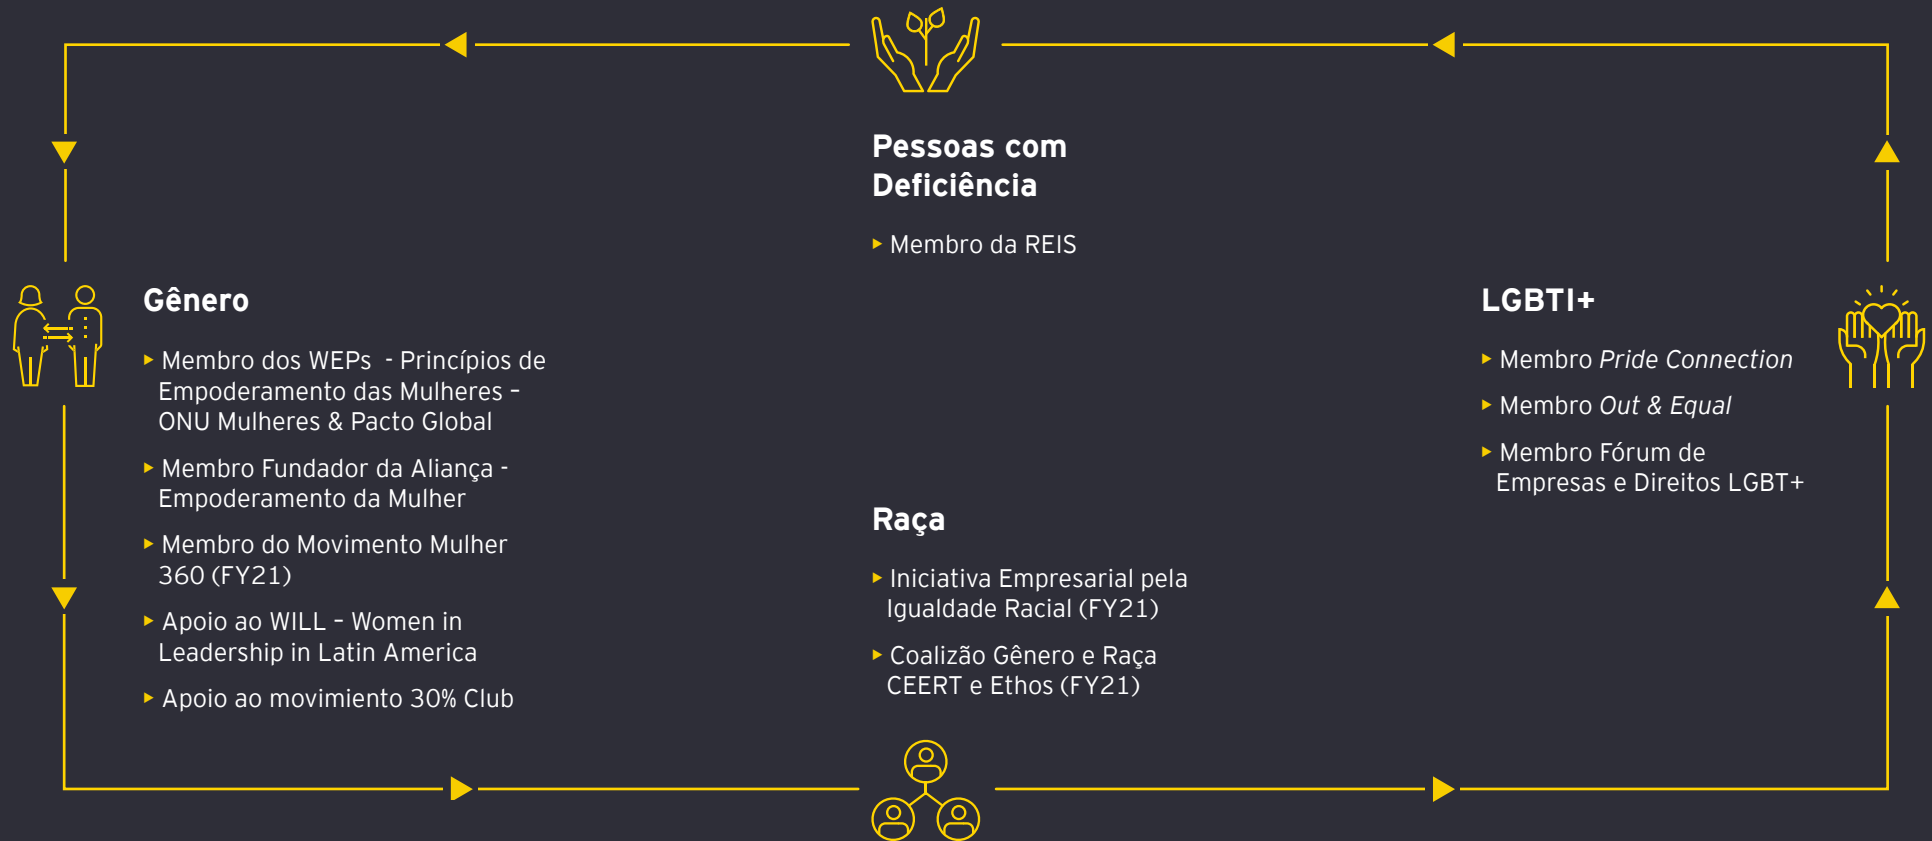 Pessoas com
Deficiência
▸ Membro da REIS
Gênero
▸ Membro dos WEPs - Princípios de
Empoderamento das Mulheres –
ONU Mulheres & Pacto Global
▸ Membro Fundador da Aliança -
Empoderamento da Mulher
▸ Membro do Movimento Mulher
360 (FY21)
▸ Apoio ao WILL – Women in
Leadership in Latin America
▸ Apoio ao movimiento 30% Club
Raça
▸ Iniciativa Empresarial pela
Igualdade Racial (FY21)
▸ Coalizão Gênero e Raça
CEERT e Ethos (FY21)
LGBTI+
▸ Membro Pride Connection
▸ Membro Out & Equal
▸ Membro Fórum de
Empresas e Direitos LGBT+